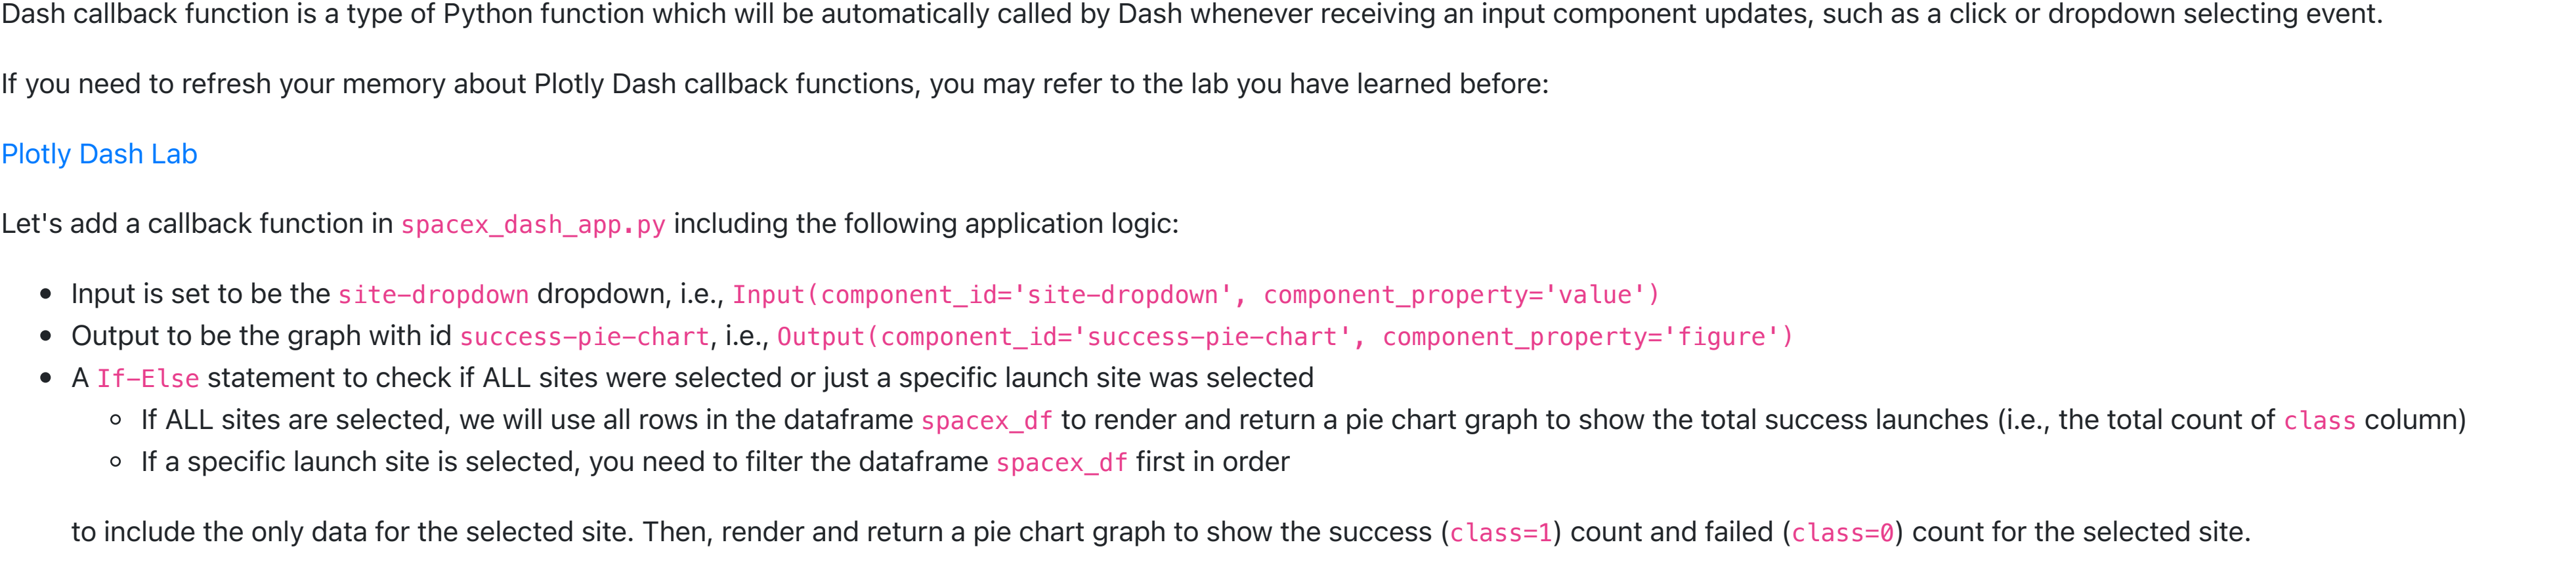 Dash callback function is a type of Python function which will be automatically called by Dash whenever receiving an input component updates, such as a click or dropdown selecting event.
If you need to refresh your memory about Plotly Dash callback functions, you may refer to the lab you have learned before:
Plotly Dash Lab
Let's add a callback function in spacex_dash_app.py including the following application logic:
• Input is set to be the site-dropdown dropdown, i.e., Input(component_id='site-dropdown', component_property='value')
• Output to be the graph with id success-pie-chart, i.e., Output(component_id='success-pie-chart', component_property='figure')
• A If-Else statement to check if ALL sites were selected or just a specific launch site was selected
◦ If ALL sites are selected, we will use all rows in the dataframe spacex_df to render and return a pie chart graph to show the total success launches (i.e., the total count of class column)
◦ If a specific launch site is selected, you need to filter the dataframe spacex_df first in order
to include the only data for the selected site. Then, render and return a pie chart graph to show the success (class=1) count and failed (class=0) count for the selected site.